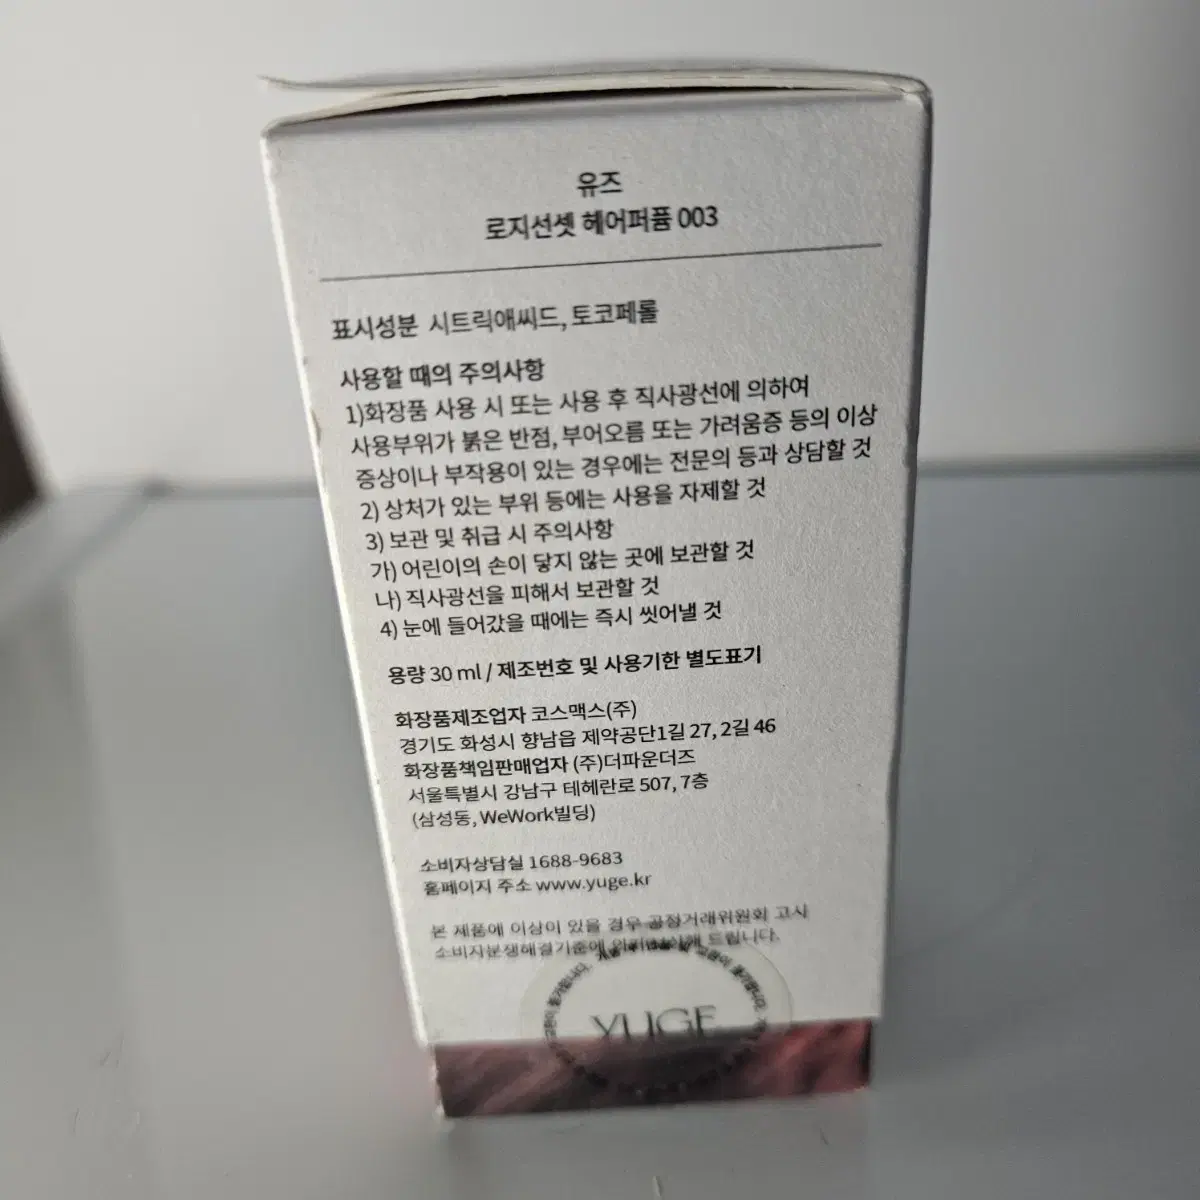 유즈
로지선셋 헤어퍼퓸 003
표시성분 시트릭애씨드, 토코페롤
사용할 때의 주의사항
1)화장품 사용 시 또는 사용 후 직사광선에 의하여
사용부위가 붉은 반점, 부어오름 또는 가려움증 등의 이상
증상이나 부작용이 있는 경우에는 전문의 등과 상담할 것
2) 상처가 있는 부위 등에는 사용을 자제할 것
3) 보관 및 취급 시 주의사항
가) 어린이의 손이 닿지 않는 곳에 보관할 것
나) 직사광선을 피해서 보관할 것
4) 눈에 들어갔을 때에는 즉시 씻어낼 것
용량 30 ml / 제조번호 및 사용기한 별도표기
화장품제조업자 코스맥스(주)
경기도 화성시 향남읍 제약공단1길 27, 2길 46
화장품책임판매업자 (주)더파운더즈
서울특별시 강남구 테헤란로 507, 7층
(삼성동, WeWork빌딩)
소비자상담실 1688-9683
홈페이지 주소 www.yuge.kr
본 제품에 이상이 있을 경우 공정거래위원회 고시
소비자분쟁해결기준에 드립니다.
YUGE